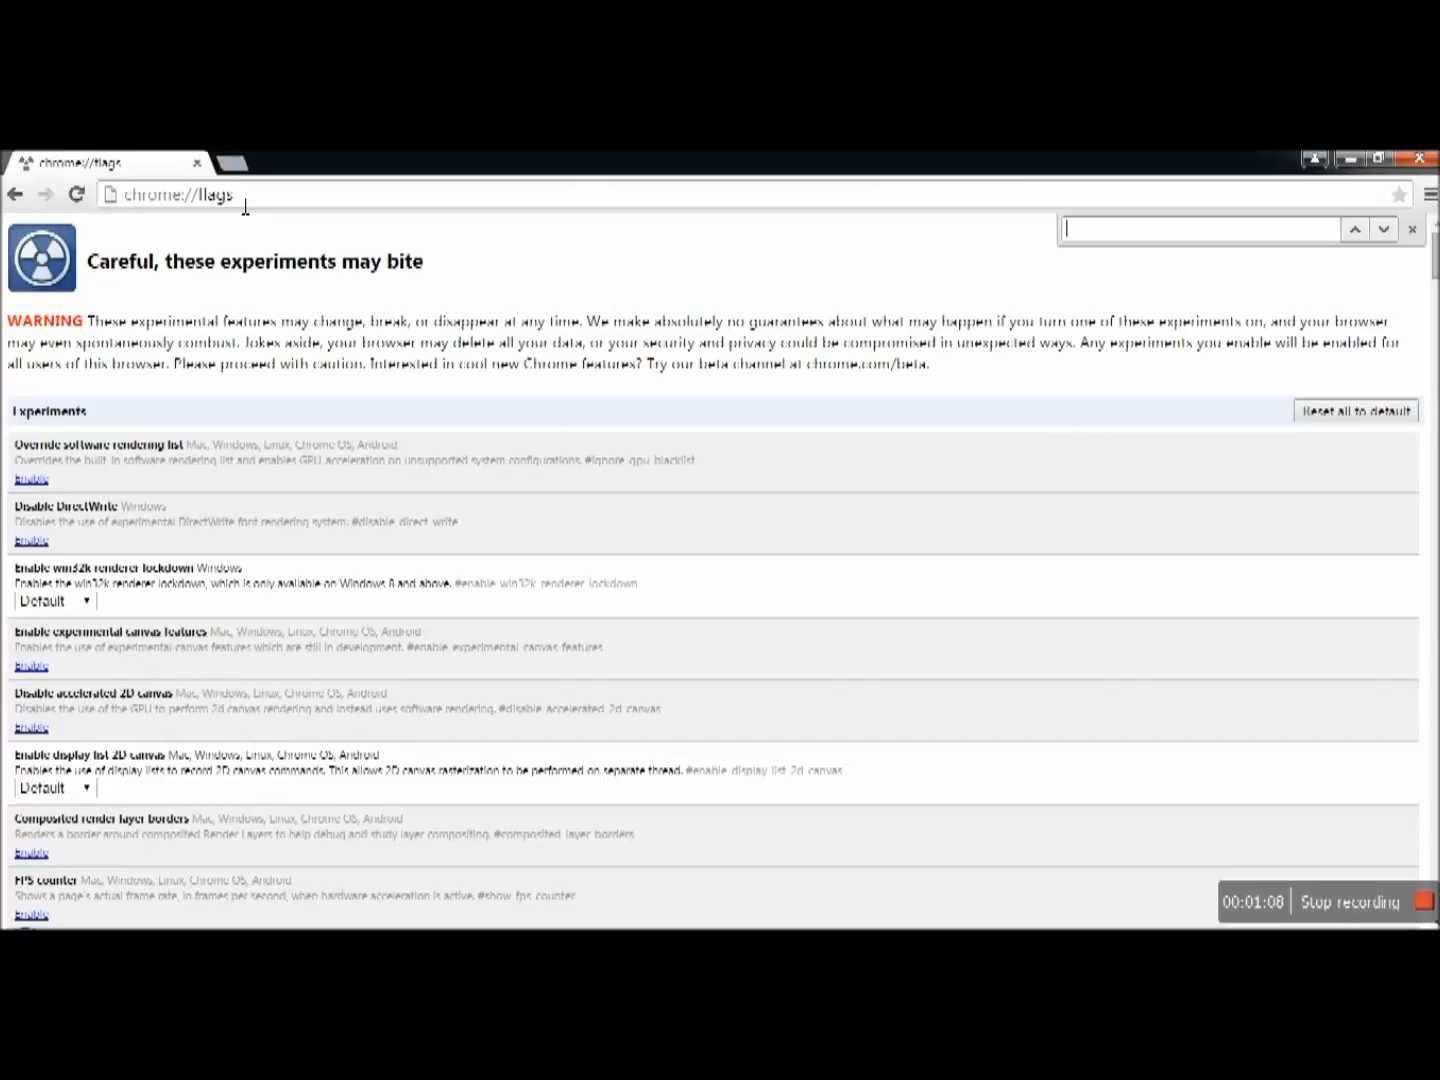 chrome://flags
chrome://flags
Careful, these experiments may bite
WARNING These experimental features may change, break, or disappear at any time. We make absolutely no guarantees about what may happen if you turn one of these experiments on, and your browser
may even spontaneously combust. Jokes aside, your browser may delete all your data, or your security and privacy could be compromised in unexpected ways. Any experiments you enable will be enabled for
all users of this browser. Please proceed with caution. Interested in cool new Chrome features? Try our beta channel at chrome.com/beta.
Experiments
Reset all to default
Override software rendering list Mac, Windows, Linux, Chrome OS, Android
Overrides the built-in software rendering list and enables GPU acceleration on unsupported system configurations. #ignore-gpu-blacklist
Enable
Disable DirectWrite Windows
Disables the use of experimental DirectWrite font rendering system. #disable-direct-write
Enable
Enable win32k renderer lockdown Windows
Enables the win32k renderer lockdown, which is only available on Windows 8 and above. #enable-win32k-renderer-lockdown
Default
Enable experimental canvas features Mac, Windows, Linux, Chrome OS, Android
Enables the use of experimental canvas features which are still in development. #enable-experimental-canvas-features
Enable
Disable accelerated 2D canvas Mac, Windows, Linux, Chrome OS, Android
Disables the use of the GPU to perform 2d canvas rendering and instead uses software rendering. #disable-accelerated-2d-canvas
Enable
Enable display list 2D canvas Mac, Windows, Linux, Chrome OS, Android
Enables the use of display lists to record 2D canvas commands. This allows 2D canvas rasterization to be performed on separate thread. #enable-display-list-2d-canvas
Default
Composited render layer borders Mac, Windows, Linux, Chrome OS, Android
Renders a border around composited Render Layers to help debug and study layer compositing. #composited-layer-borders
Enable
FPS counter Mac, Windows, Linux, Chrome OS, Android
Shows a page's actual frame rate, in frames per second, when hardware acceleration is active. #show-fps-counter
Enable
00:01:08 Stop recording